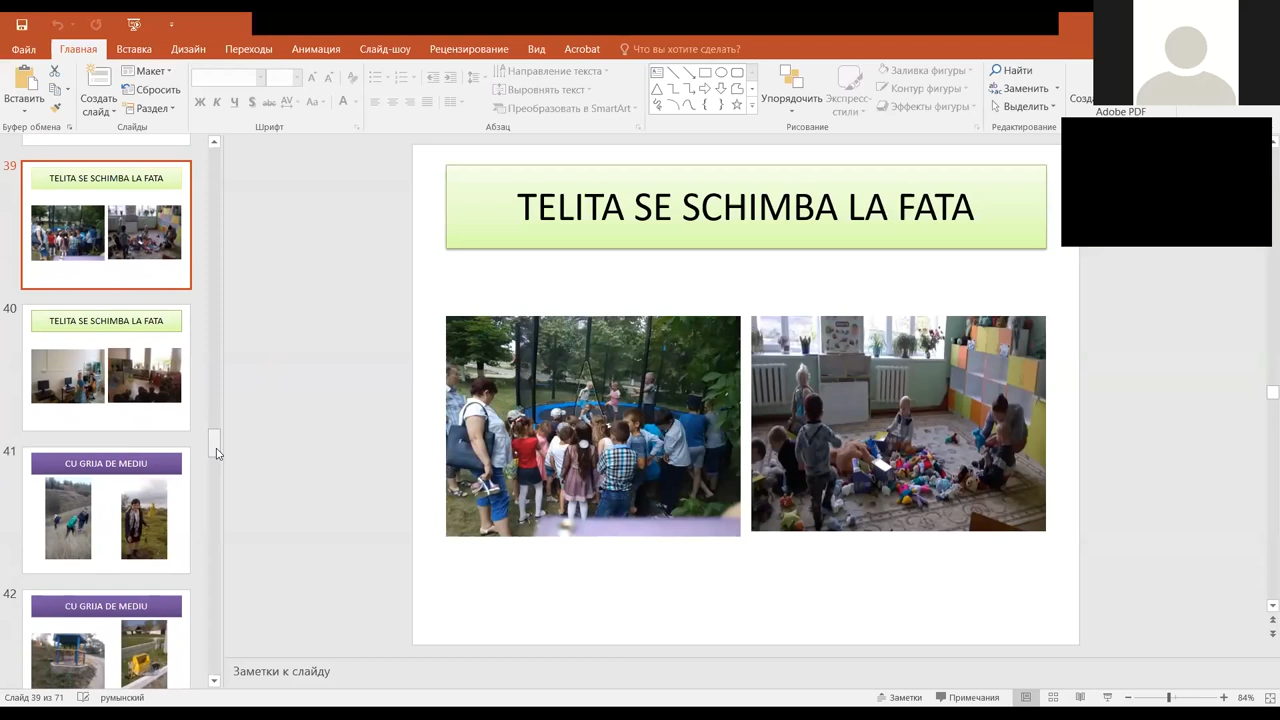 Файл Главная Вставка Дизайн Переходы Анимация Слайд-шоу Рецензирование Вид Acrobat Что вы хотите сделать?
Вставить
Создать слайд
Макет
Сбросить
Раздел
Ж К Ч S abc AV Aa А
Направление текста
Выровнять текст
Преобразовать в SmartArt
Упорядочить
Экспресс-стили
Заливка фигуры
Контур фигуры
Эффекты фигуры
Найти
Заменить
Выделить
Adobe PDF
Буфер обмена Слайды Шрифт Абзац Рисование Редактирование
39
TELITA SE SCHIMBA LA FATA
40
TELITA SE SCHIMBA LA FATA
41
CU GRIJA DE MEDIU
42
CU GRIJA DE MEDIU
TELITA SE SCHIMBA LA FATA
Заметки к слайду
Слайд 39 из 71 румынский Заметки Примечания 84%